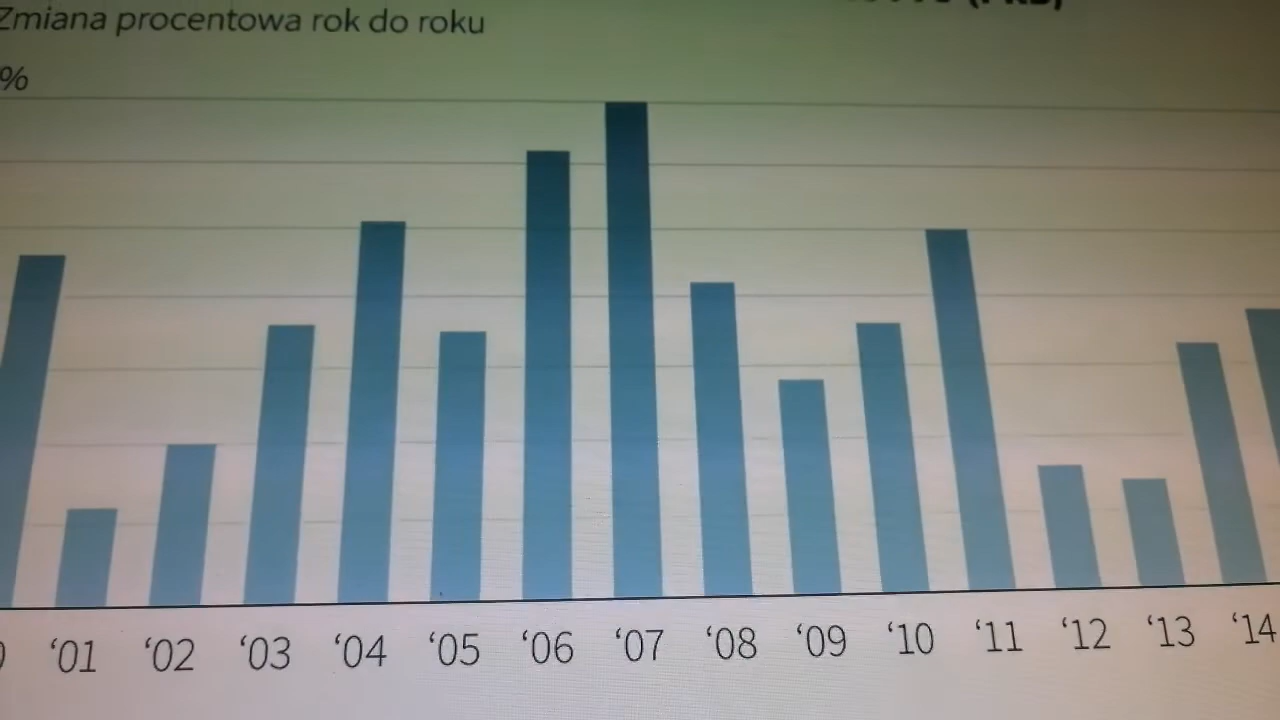 Zmiana procentowa rok do roku
%
‘01 ‘02 ‘03 ‘04 ‘05 ‘06 ‘07 ‘08 ‘09 ‘10 ‘11 ‘12 ‘13 ‘14